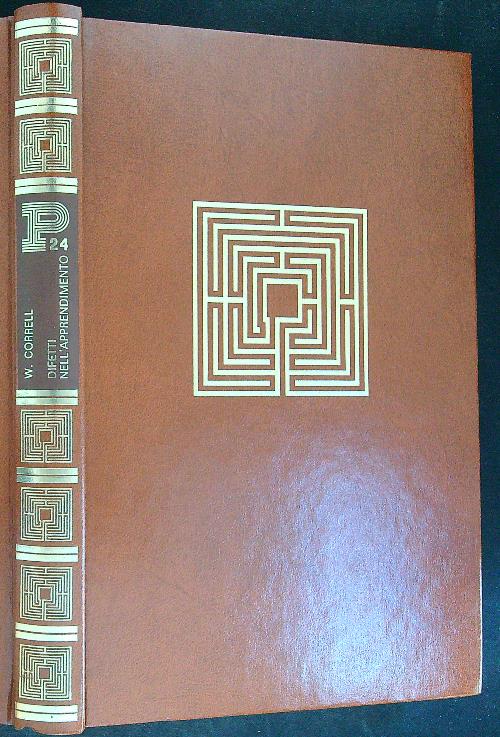 P
24
W. CORRELL
DIFETTI
NELL'APPRENDIMENTO